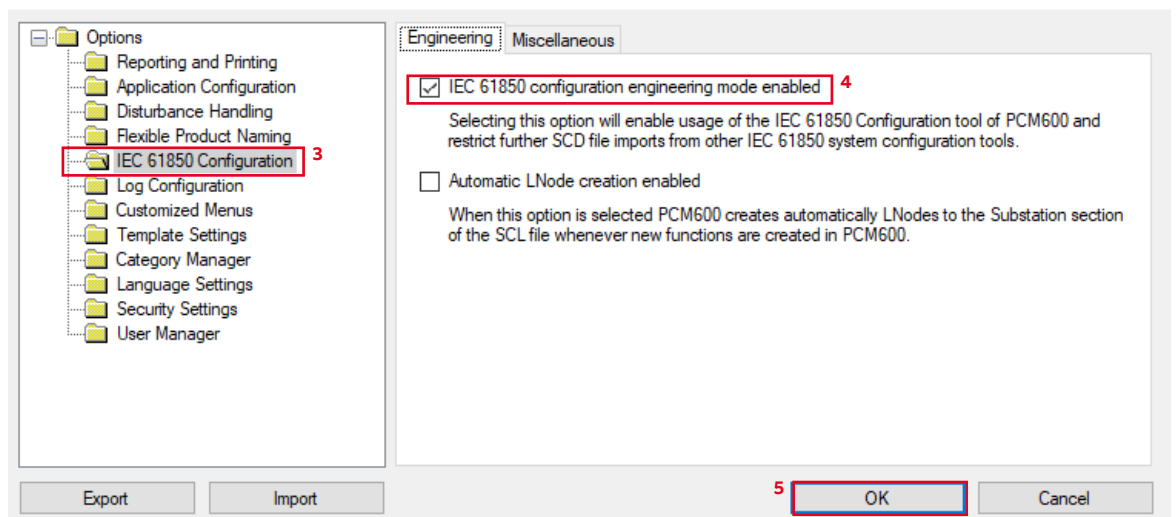 Options
Reporting and Printing
Application Configuration
Disturbance Handling
Flexible Product Naming
IEC 61850 Configuration
3
Log Configuration
Customized Menus
Template Settings
Category Manager
Language Settings
Security Settings
User Manager
Engineering
Miscellaneous
IEC 61850 configuration engineering mode enabled
4
Selecting this option will enable usage of the IEC 61850 Configuration tool of PCM600 and
restrict further SCD file imports from other IEC 61850 system configuration tools.
Automatic LNode creation enabled
When this option is selected PCM600 creates automatically LNodes to the Substation section
of the SCL file whenever new functions are created in PCM600.
Export
Import
5
OK
Cancel